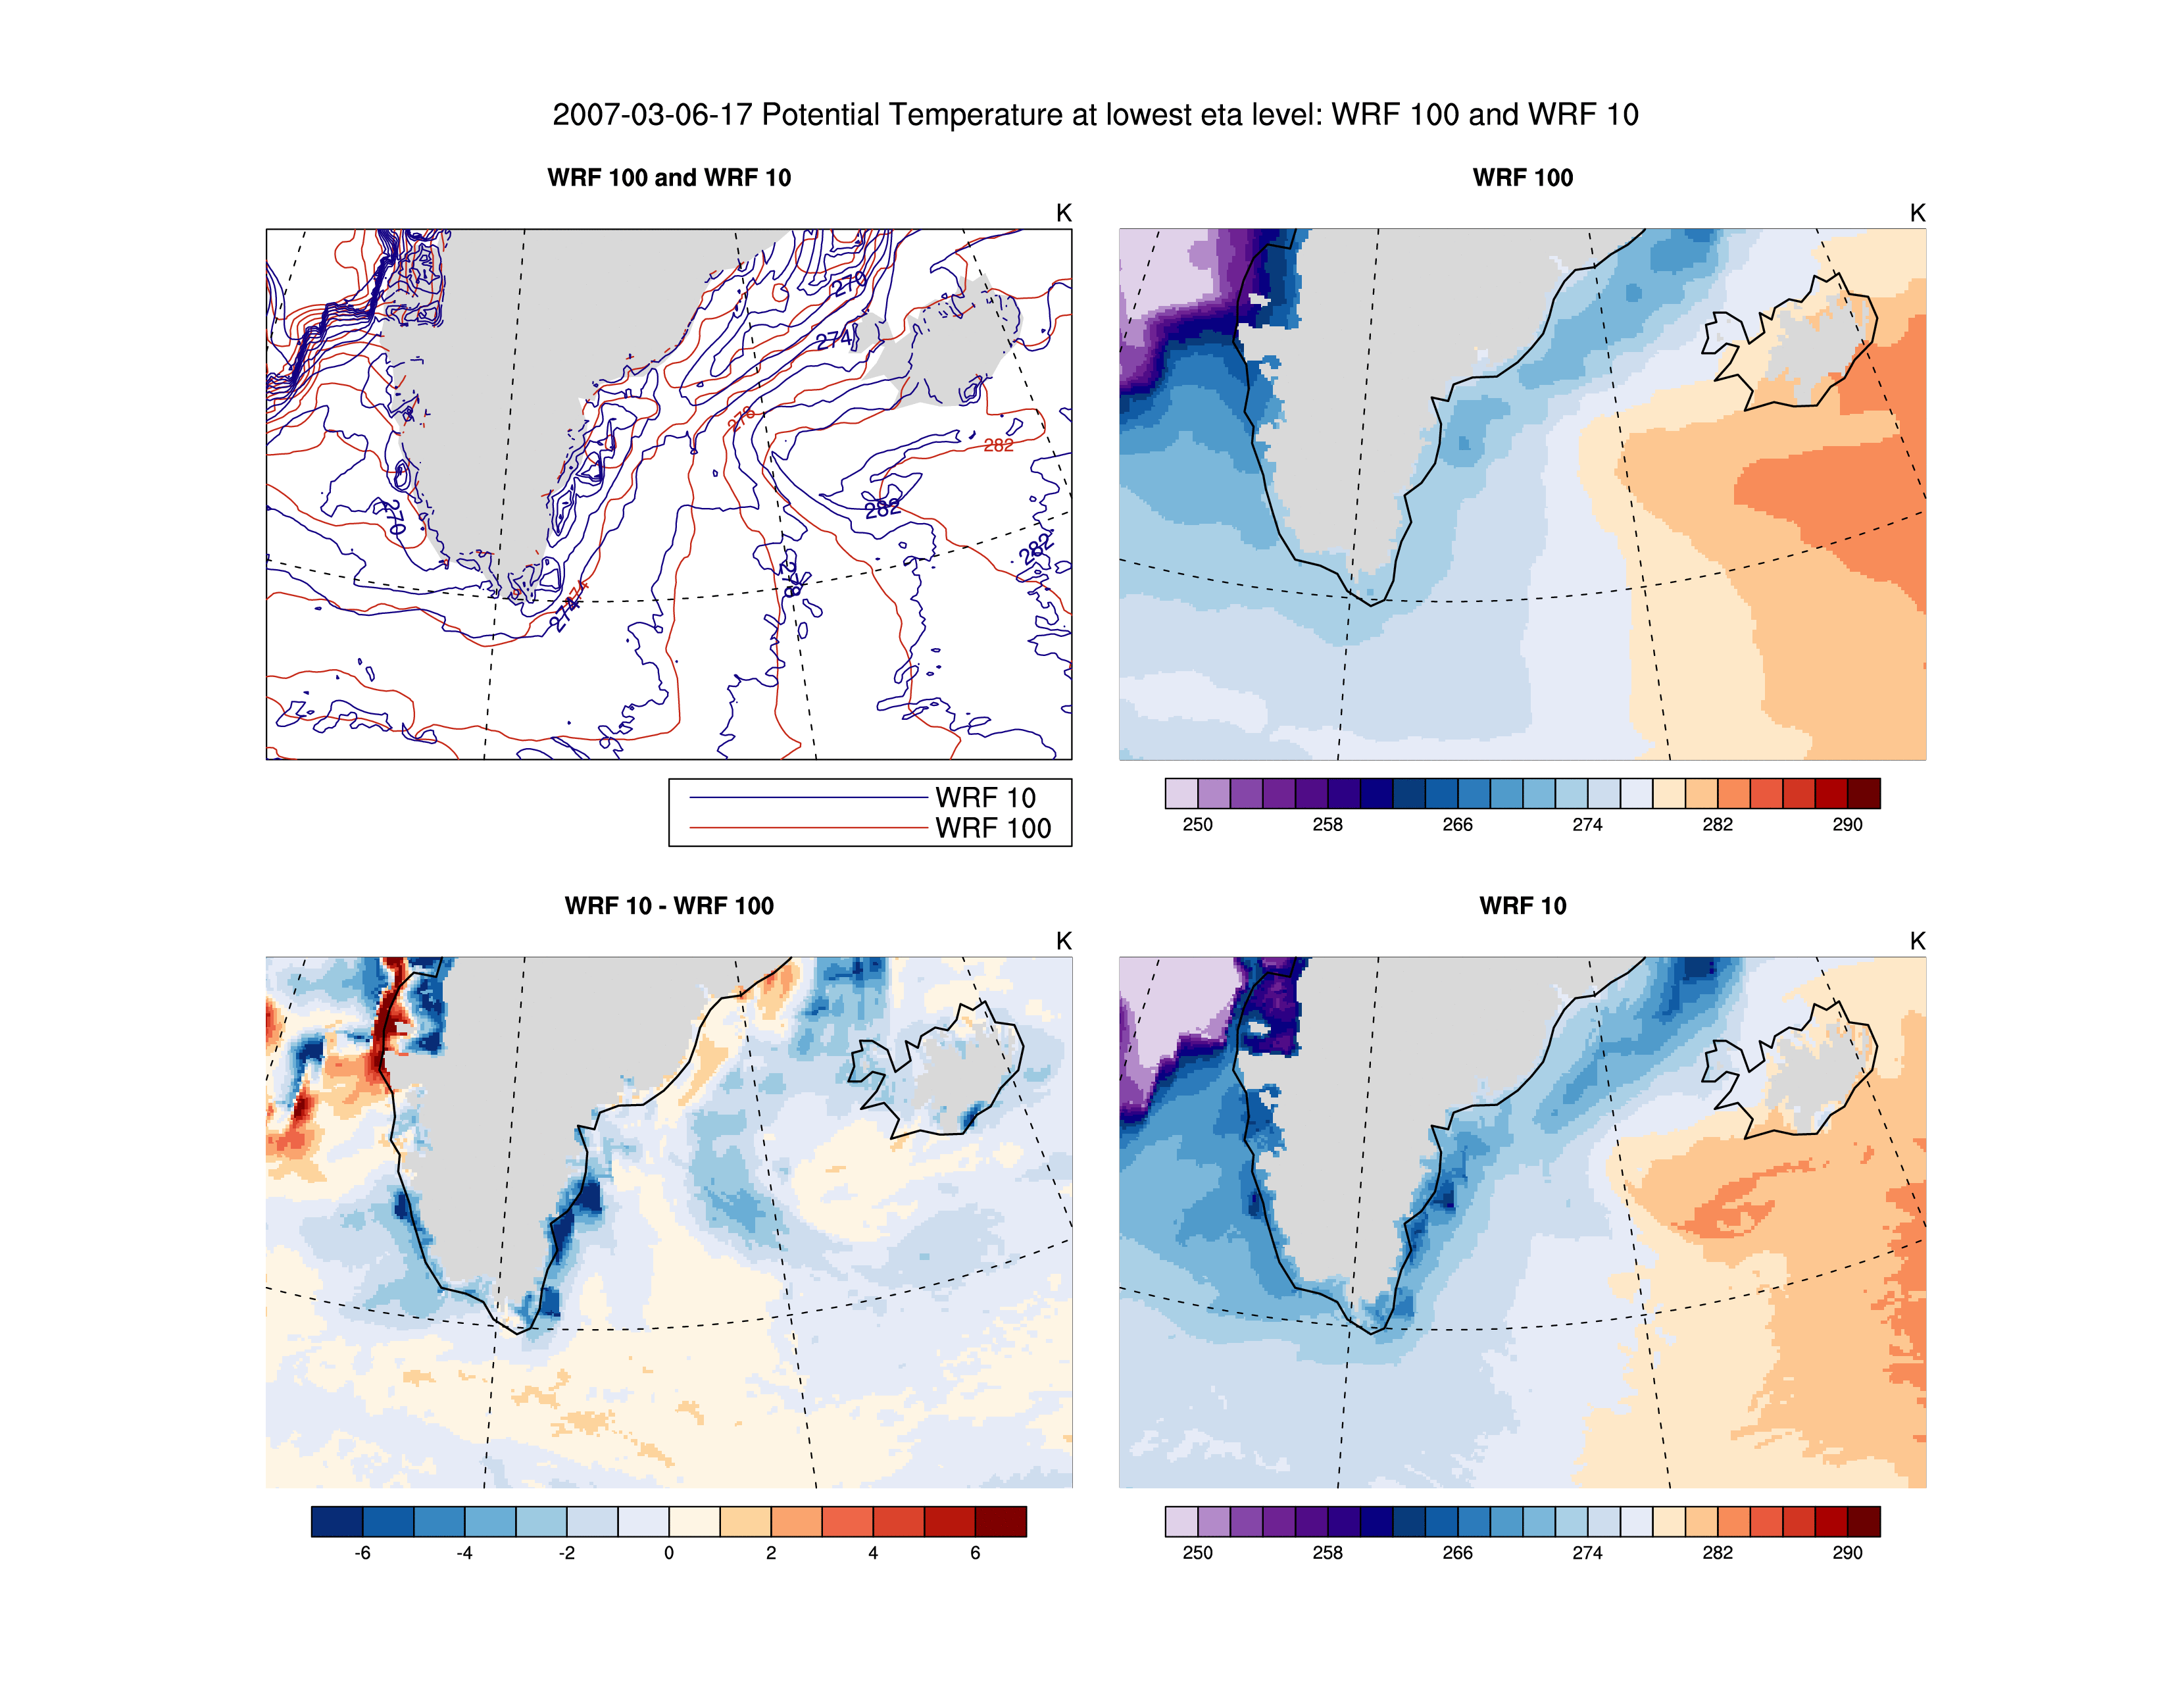 2007-03-06-17 Potential Temperature at lowest eta level: WRF 100 and WRF 10
WRF 100 and WRF 10
K
270
274
278
282
282
270
282
278
274
274
WRF 10
WRF 100
WRF 100
K
250 258 266 274 282 290
WRF 10 - WRF 100
K
-6 -4 -2 0 2 4 6
WRF 10
K
250 258 266 274 282 290